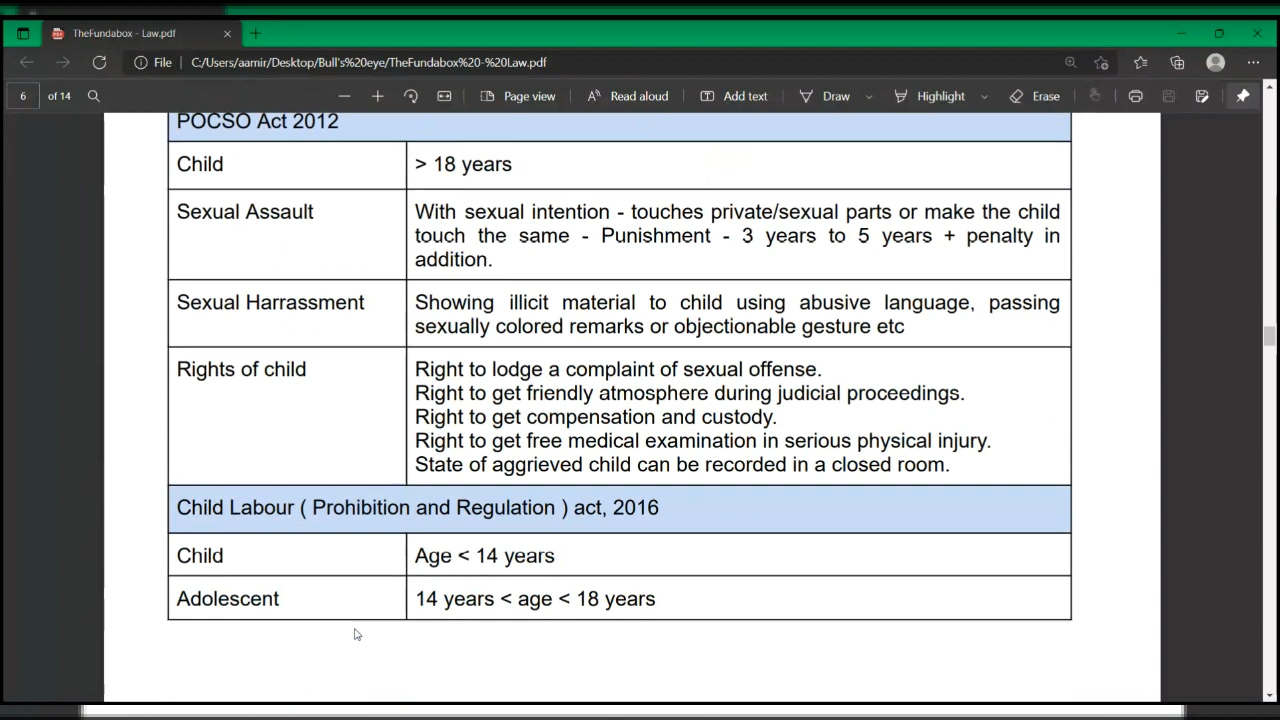 TheFundabox - Law.pdf
File C:/Users/aamir/Desktop/Bull's%20eye/TheFundabox%20-%20Law.pdf
6 of 14 Page view Read aloud Add text Draw Highlight Erase
POCSO Act 2012
Child > 18 years
Sexual Assault With sexual intention - touches private/sexual parts or make the child
touch the same - Punishment - 3 years to 5 years + penalty in
addition.
Sexual Harrassment Showing illicit material to child using abusive language, passing
sexually colored remarks or objectionable gesture etc
Rights of child Right to lodge a complaint of sexual offense.
Right to get friendly atmosphere during judicial proceedings.
Right to get compensation and custody.
Right to get free medical examination in serious physical injury.
State of aggrieved child can be recorded in a closed room.
Child Labour ( Prohibition and Regulation ) act, 2016
Child Age < 14 years
Adolescent 14 years < age < 18 years